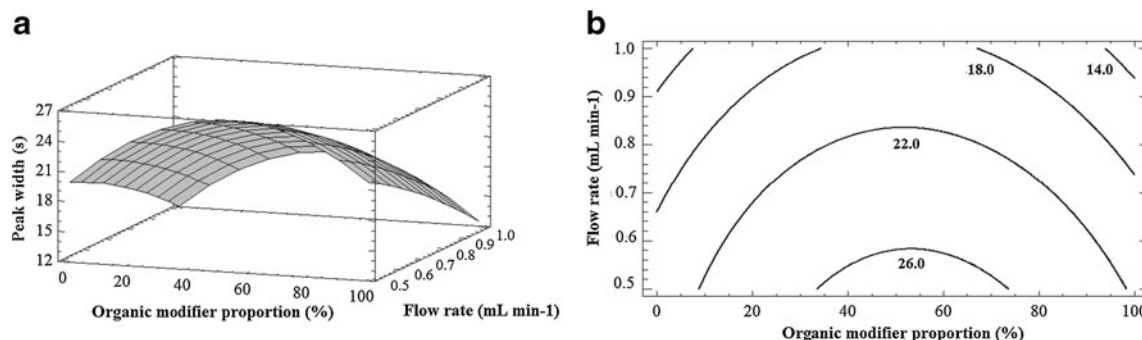 a
27
24
21
18
15
12
Peak width (s)
0 20 40 60 80 100
Organic modifier proportion (%)
0.5 0.6 0.7 0.8 0.9 1.0
Flow rate (mL min-1)
b
1.0
0.9
0.8
0.7
0.6
0.5
Flow rate (mL min-1)
18.0
14.0
22.0
26.0
0 20 40 60 80 100
Organic modifier proportion (%)